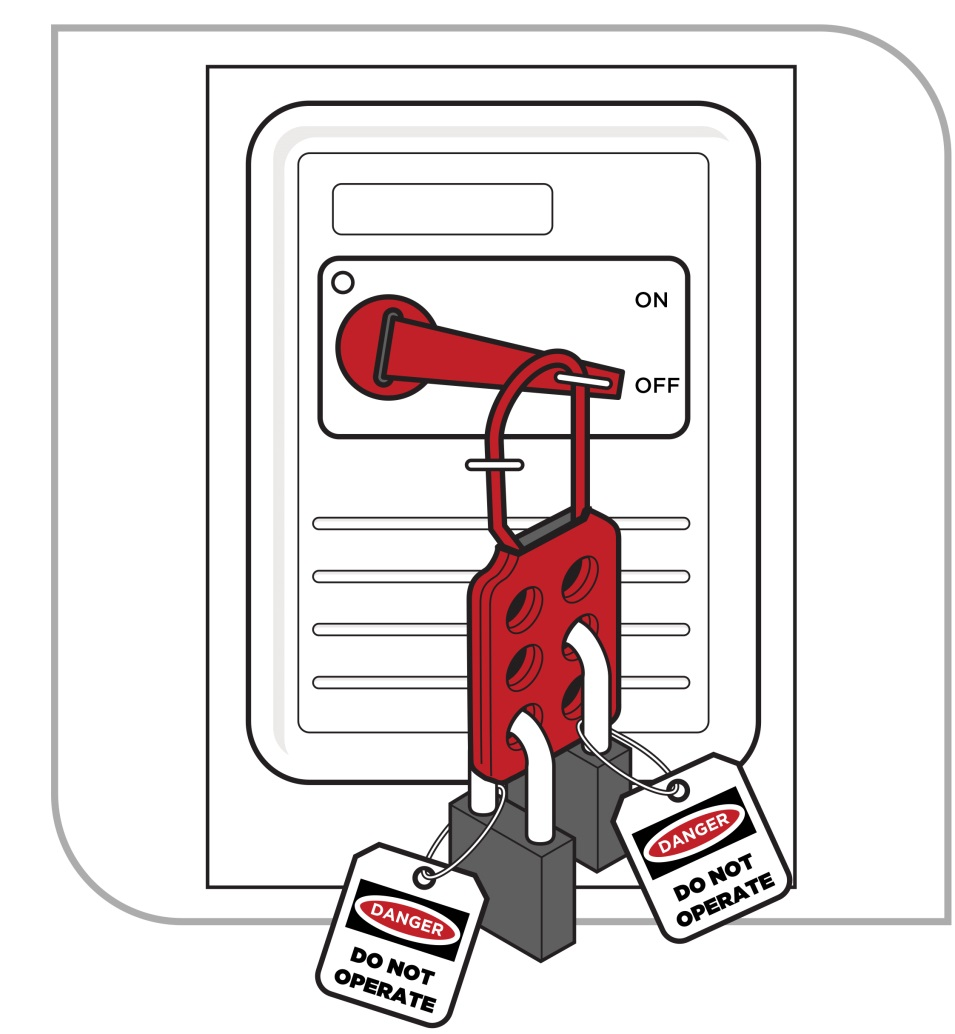 ON
OFF
DANGER
DO NOT
OPERATE
DANGER
DO NOT
OPERATE